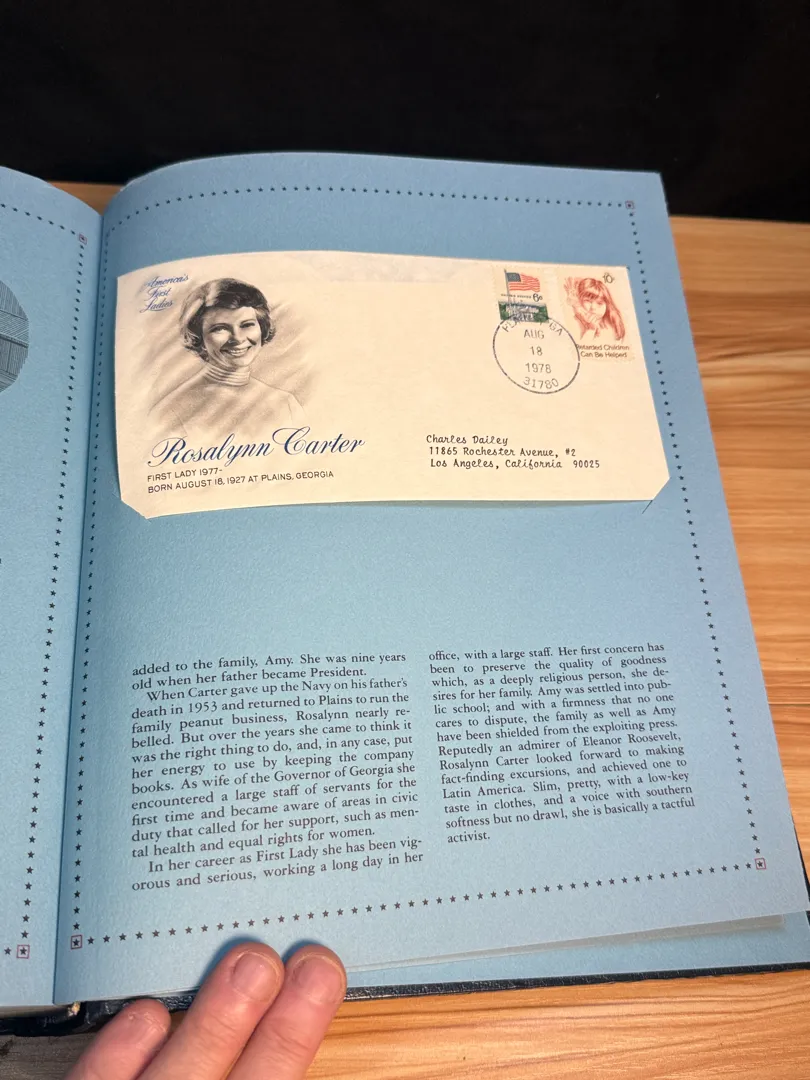 America's
First
Ladies
Rosalynn Carter
FIRST LADY 1977-
BORN AUGUST 18, 1927 AT PLAINS, GEORGIA
UNITED STATES 6c
10c
Retarded Children
Can Be Helped
GA
AUG
18
1978
31780
Charles Dailey
11865 Rochester Avenue, #2
Los Angeles, California 90025
added to the family, Amy. She was nine years
old when her father became President.
When Carter gave up the Navy on his father's
death in 1953 and returned to Plains to run the
family peanut business, Rosalynn nearly re-
belled. But over the years she came to think it
was the right thing to do, and, in any case, put
her energy to use by keeping the company
books. As wife of the Governor of Georgia she
encountered a large staff of servants for the
first time and became aware of areas in civic
duty that called for her support, such as men-
tal health and equal rights for women.
In her career as First Lady she has been vig-
orous and serious, working a long day in her
office, with a large staff. Her first concern has
been to preserve the quality of goodness
which, as a deeply religious person, she de-
sires for her family. Amy was settled into pub-
lic school; and with a firmness that no one
cares to dispute, the family as well as Amy
have been shielded from the exploiting press.
Reputedly an admirer of Eleanor Roosevelt,
Rosalynn Carter looked forward to making
fact-finding excursions, and achieved one to
Latin America. Slim, pretty, with a low-key
taste in clothes, and a voice with southern
softness but no drawl, she is basically a tactful
activist.